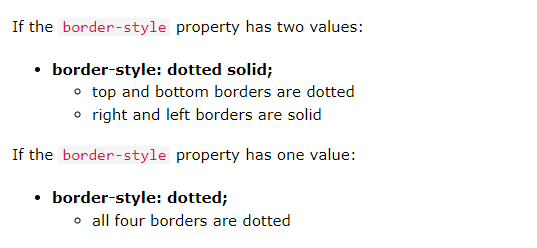 If the border-style property has two values:
border-style: dotted solid;
top and bottom borders are dotted
right and left borders are solid
If the border-style property has one value:
border-style: dotted;
all four borders are dotted